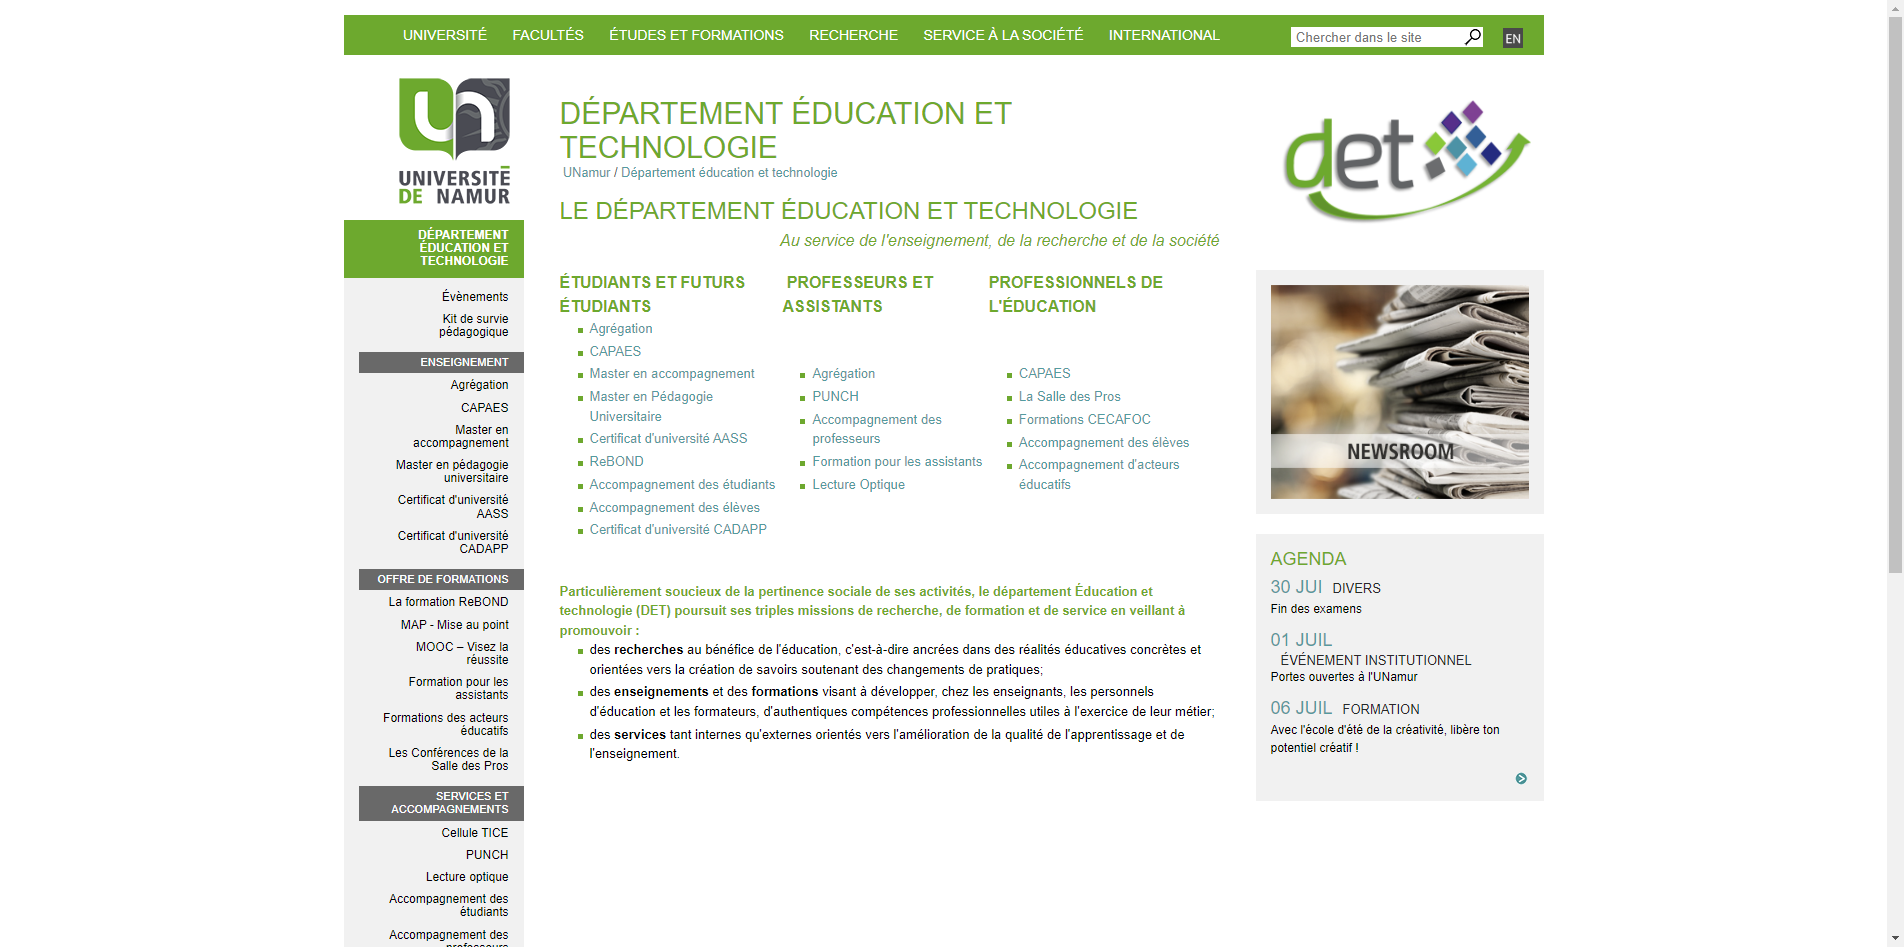 UNIVERSITÉ FACULTÉS ÉTUDES ET FORMATIONS RECHERCHE SERVICE À LA SOCIÉTÉ INTERNATIONAL
Chercher dans le site
EN
UNIVERSITÉ
DE NAMUR
DÉPARTEMENT
ÉDUCATION ET
TECHNOLOGIE
Évènements
Kit de survie
pédagogique
ENSEIGNEMENT
Agrégation
CAPAES
Master en
accompagnement
Master en pédagogie
universitaire
Certificat d'université
AASS
Certificat d'université
CADAPP
OFFRE DE FORMATIONS
La formation ReBOND
MAP - Mise au point
MOOC – Visez la
réussite
Formation pour les
assistants
Formations des acteurs
éducatifs
Les Conférences de la
Salle des Pros
SERVICES ET
ACCOMPAGNEMENTS
Cellule TICE
PUNCH
Lecture optique
Accompagnement des
étudiants
Accompagnement des
professeurs
DÉPARTEMENT ÉDUCATION ET
TECHNOLOGIE
UNamur / Département éducation et technologie
LE DÉPARTEMENT ÉDUCATION ET TECHNOLOGIE
Au service de l'enseignement, de la recherche et de la société
ÉTUDIANTS ET FUTURS
ÉTUDIANTS
Agrégation
CAPAES
Master en accompagnement
Master en Pédagogie
Universitaire
Certificat d'université AASS
ReBOND
Accompagnement des étudiants
Accompagnement des élèves
Certificat d'université CADAPP
PROFESSEURS ET
ASSISTANTS
Agrégation
PUNCH
Accompagnement des
professeurs
Formation pour les assistants
Lecture Optique
PROFESSIONNELS DE
L'ÉDUCATION
CAPAES
La Salle des Pros
Formations CECAFOC
Accompagnement des élèves
Accompagnement d'acteurs
éducatifs
Particulièrement soucieux de la pertinence sociale de ses activités, le département Éducation et
technologie (DET) poursuit ses triples missions de recherche, de formation et de service en veillant à
promouvoir :
des recherches au bénéfice de l'éducation, c'est-à-dire ancrées dans des réalités éducatives concrètes et
orientées vers la création de savoirs soutenant des changements de pratiques;
des enseignements et des formations visant à développer, chez les enseignants, les personnels
d'éducation et les formateurs, d'authentiques compétences professionnelles utiles à l'exercice de leur métier;
des services tant internes qu'externes orientés vers l'amélioration de la qualité de l'apprentissage et de
l'enseignement.
det
NEWSROOM
AGENDA
30 JUI DIVERS
Fin des examens
01 JUIL
ÉVÉNEMENT INSTITUTIONNEL
Portes ouvertes à l'UNamur
06 JUIL FORMATION
Avec l'école d'été de la créativité, libère ton
potentiel créatif !